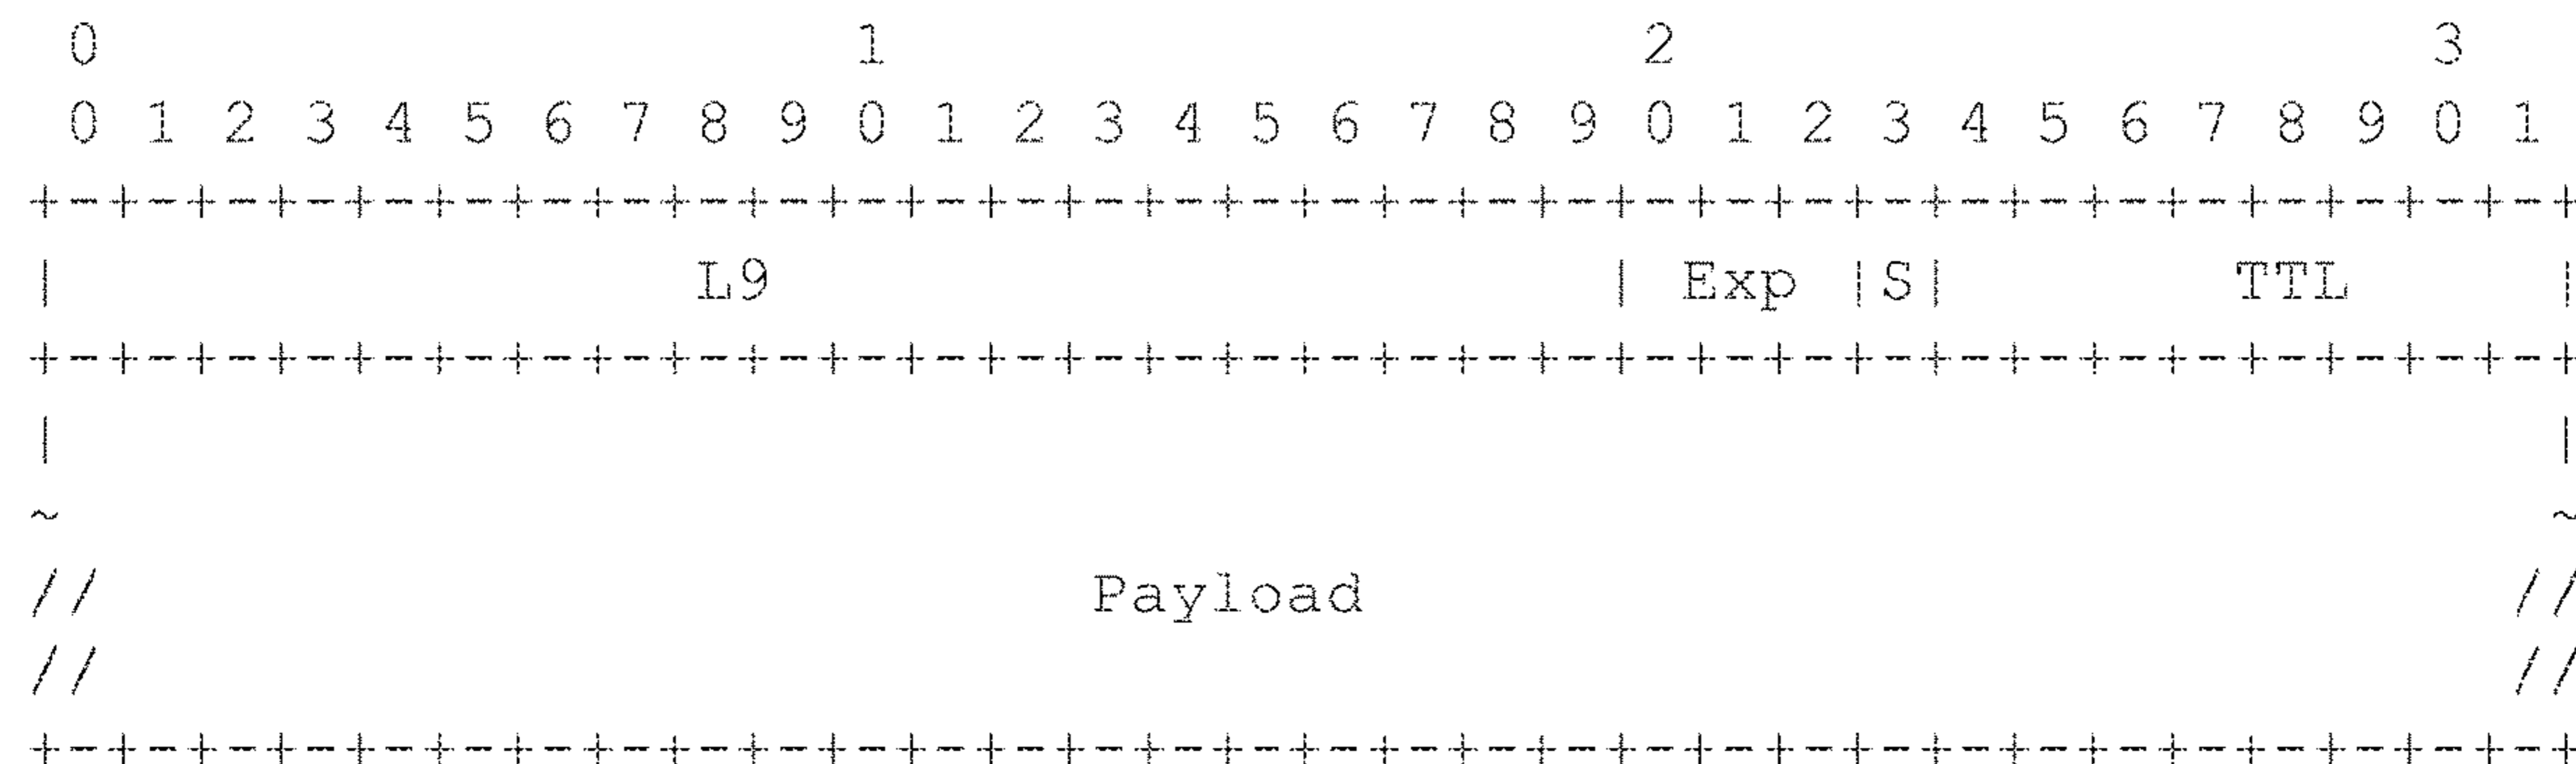 0                   1                   2                   3
 0 1 2 3 4 5 6 7 8 9 0 1 2 3 4 5 6 7 8 9 0 1 2 3 4 5 6 7 8 9 0 1
+-+-+-+-+-+-+-+-+-+-+-+-+-+-+-+-+-+-+-+-+-+-+-+-+-+-+-+-+-+-+-+-+
|                L9                     | Exp |S|       TTL     |
+-+-+-+-+-+-+-+-+-+-+-+-+-+-+-+-+-+-+-+-+-+-+-+-+-+-+-+-+-+-+-+-+
|                                                               |
~                                                               ~
//                         Payload                             //
//                                                             //
+-+-+-+-+-+-+-+-+-+-+-+-+-+-+-+-+-+-+-+-+-+-+-+-+-+-+-+-+-+-+-+-+